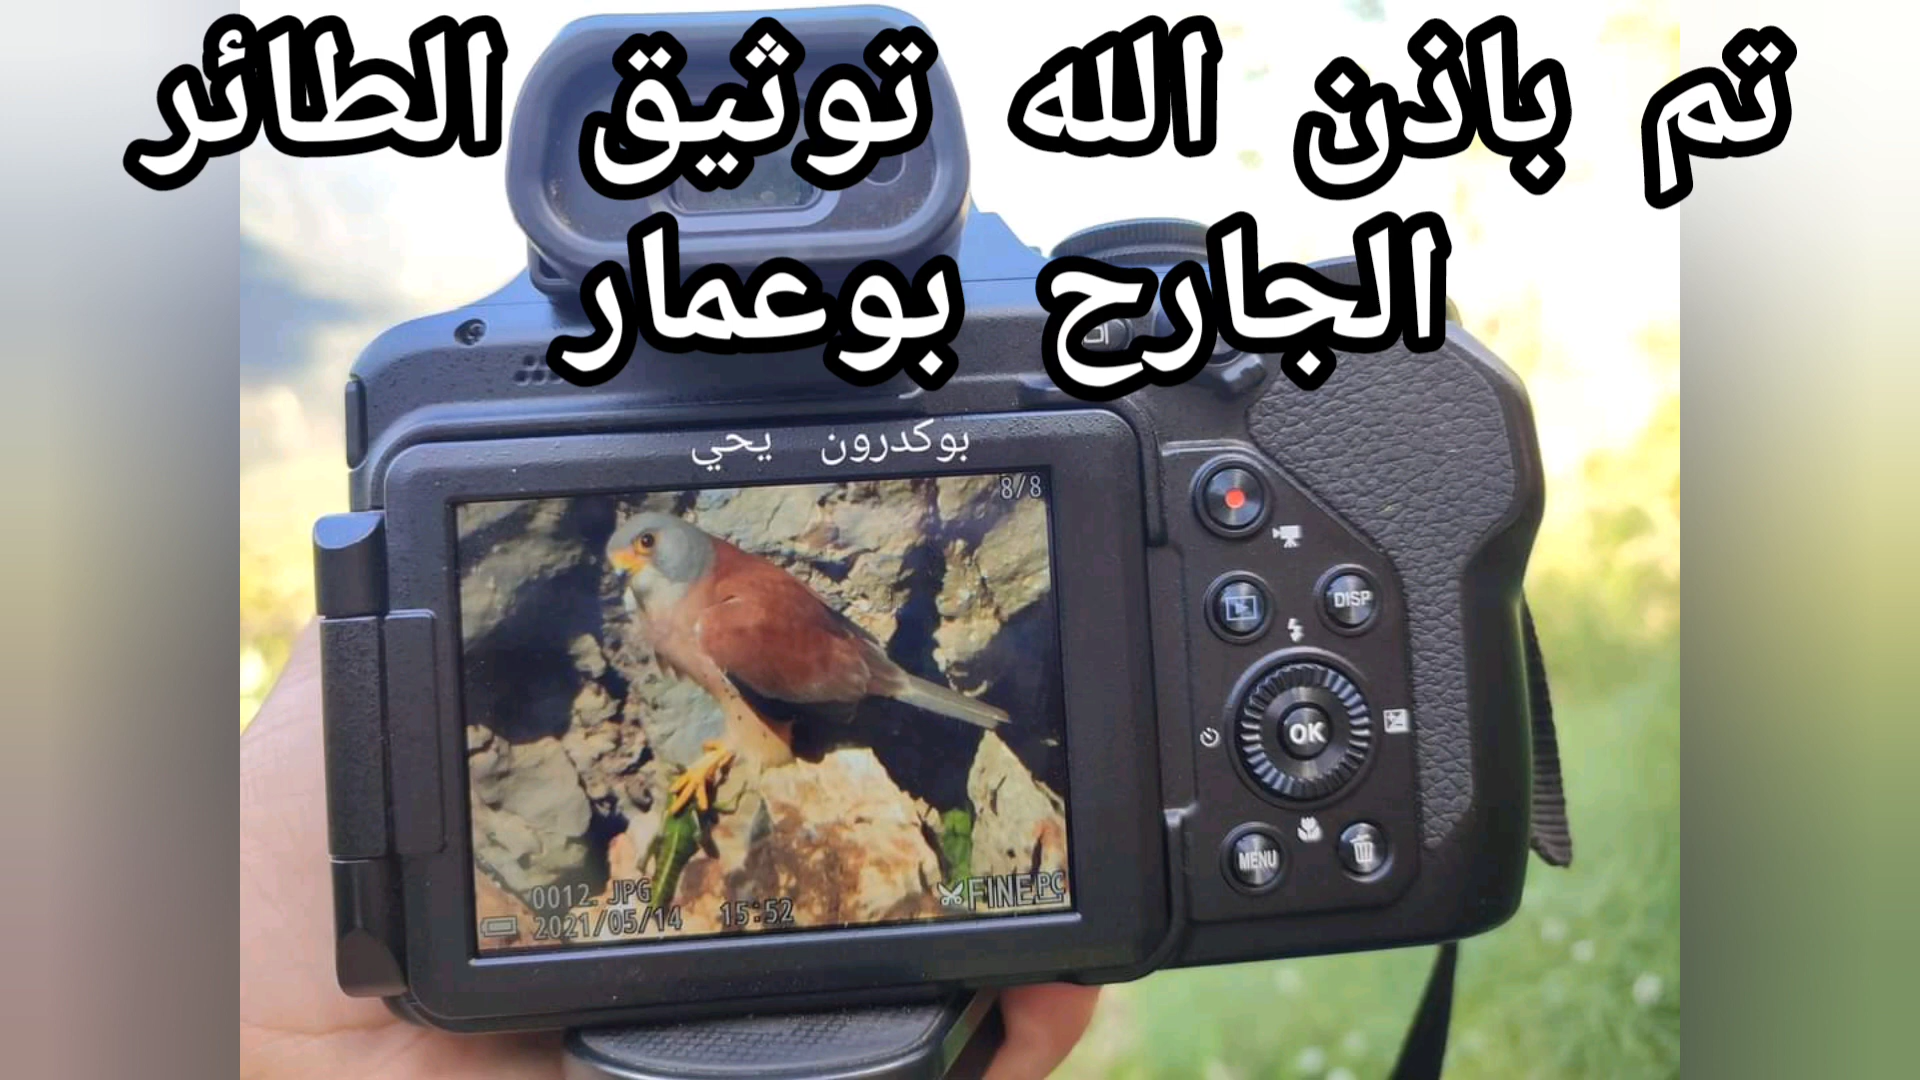 تم باذن الله توثيق الطائر
الجارح بوعمار
بوكدرون يحي
8/8
DISP
OK
MENU
0012.JPG
2021/05/14 15:52
FINE PC